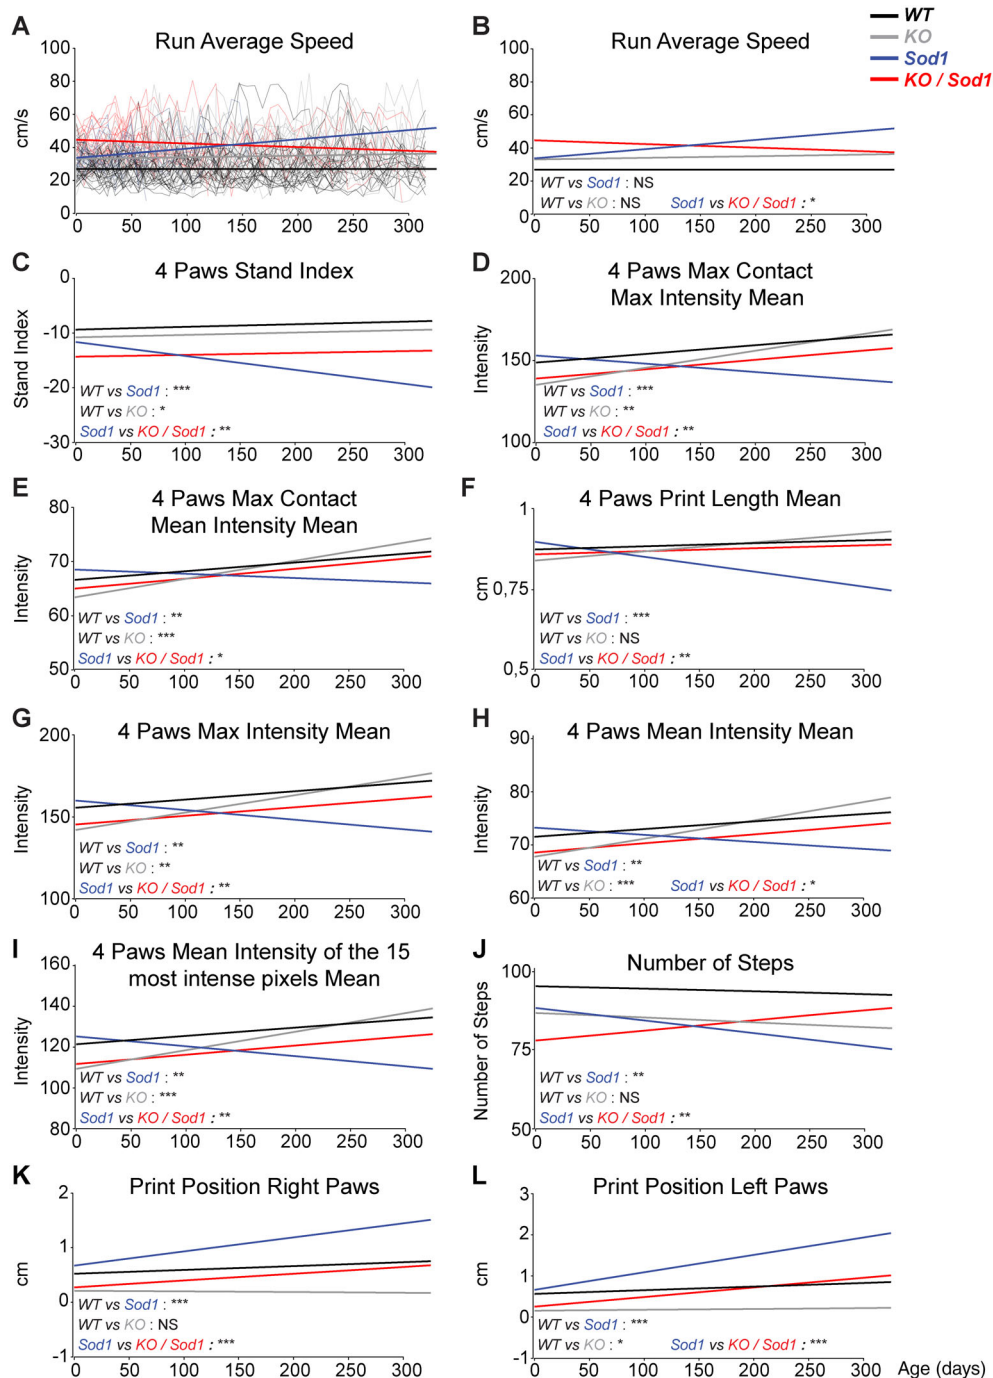 A
Run Average Speed
cm/s
100
80
60
40
20
0
0 50 100 150 200 250 300
B
Run Average Speed
WT
KO
Sod1
KO / Sod1
cm/s
100
80
60
40
20
0
WT vs Sod1 : NS
WT vs KO : NS
Sod1 vs KO / Sod1 : *
0 50 100 150 200 250 300
C
4 Paws Stand Index
Stand Index
0
-10
-20
-30
WT vs Sod1 : ***
WT vs KO : *
Sod1 vs KO / Sod1 : **
0 50 100 150 200 250 300
D
4 Paws Max Contact
Max Intensity Mean
Intensity
200
150
100
WT vs Sod1 : ***
WT vs KO : **
Sod1 vs KO / Sod1 : **
0 50 100 150 200 250 300
E
4 Paws Max Contact
Mean Intensity Mean
Intensity
80
70
60
50
WT vs Sod1 : **
WT vs KO : ***
Sod1 vs KO / Sod1 : *
0 50 100 150 200 250 300
F
4 Paws Print Length Mean
cm
1
0,75
0,5
WT vs Sod1 : ***
WT vs KO : NS
Sod1 vs KO / Sod1 : **
0 50 100 150 200 250 300
G
4 Paws Max Intensity Mean
Intensity
200
150
100
WT vs Sod1 : **
WT vs KO : **
Sod1 vs KO / Sod1 : **
0 50 100 150 200 250 300
H
4 Paws Mean Intensity Mean
Intensity
90
80
70
60
WT vs Sod1 : **
WT vs KO : ***
Sod1 vs KO / Sod1 : *
0 50 100 150 200 250 300
I
4 Paws Mean Intensity of the 15
most intense pixels Mean
Intensity
160
140
120
100
80
WT vs Sod1 : **
WT vs KO : ***
Sod1 vs KO / Sod1 : **
0 50 100 150 200 250 300
J
Number of Steps
Number of Steps
100
75
50
WT vs Sod1 : **
WT vs KO : NS
Sod1 vs KO / Sod1 : **
0 50 100 150 200 250 300
K
Print Position Right Paws
cm
2
1
0
-1
WT vs Sod1 : ***
WT vs KO : NS
Sod1 vs KO / Sod1 : ***
0 50 100 150 200 250 300
L
Print Position Left Paws
cm
3
2
1
0
-1
WT vs Sod1 : ***
WT vs KO : *
Sod1 vs KO / Sod1 : ***
0 50 100 150 200 250 300
Age (days)